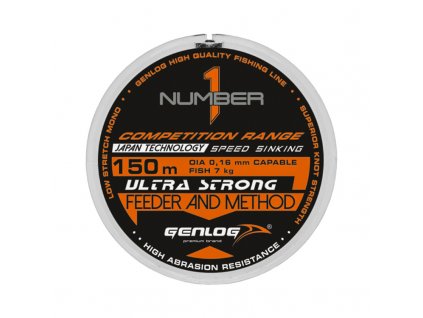 GENLOG HIGH QUALITY FISHING LINE
LOW STRETCH MONO
SUPERIOR KNOT STRENGTH
1
NUMBER
COMPETITION RANGE
JAPAN TECHNOLOGY SPEED SINKING
150m DIA 0,16 mm CAPABLE
FISH 7 kg
ULTRA STRONG
FEEDER AND METHOD
GENLOG ®
premium brand
HIGH ABRASION RESISTANCE